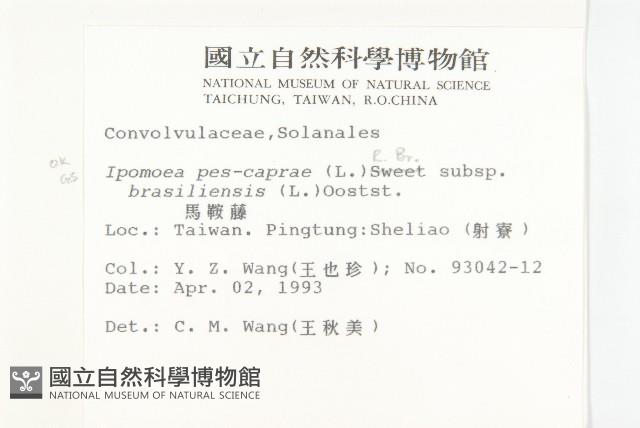 國立自然科學博物館
NATIONAL MUSEUM OF NATURAL SCIENCE
TAICHUNG, TAIWAN, R.O.CHINA
Convolvulaceae,Solanales
R. Br.
OK
GS
Ipomoea pes-caprae (L.)Sweet subsp.
brasiliensis (L.)Ooststr.
馬鞍藤
Loc.: Taiwan. Pingtung:Sheliao (射寮)
Col.: Y. Z. Wang(王也珍); No. 93042-12
Date: Apr. 02, 1993
Det.: C. M. Wang(王秋美)
國立自然科學博物館
NATIONAL MUSEUM OF NATURAL SCIENCE